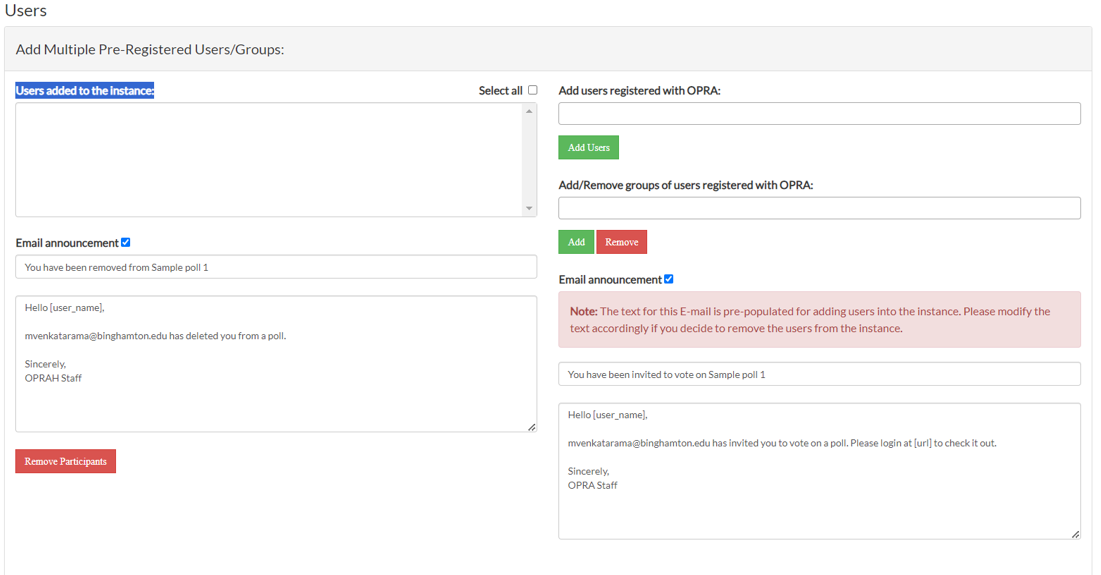 Users
Add Multiple Pre-Registered Users/Groups:
Users added to the instance:
Select all
Email announcement
You have been removed from Sample poll 1
Hello [user_name],
mvenkatarama@binghamton.edu has deleted you from a poll.
Sincerely,
OPRAH Staff
Remove Participants
Add users registered with OPRA:
Add Users
Add/Remove groups of users registered with OPRA:
Add Remove
Email announcement
Note: The text for this E-mail is pre-populated for adding users into the instance. Please modify the
text accordingly if you decide to remove the users from the instance.
You have been invited to vote on Sample poll 1
Hello [user_name],
mvenkatarama@binghamton.edu has invited you to vote on a poll. Please login at [url] to check it out.
Sincerely,
OPRA Staff